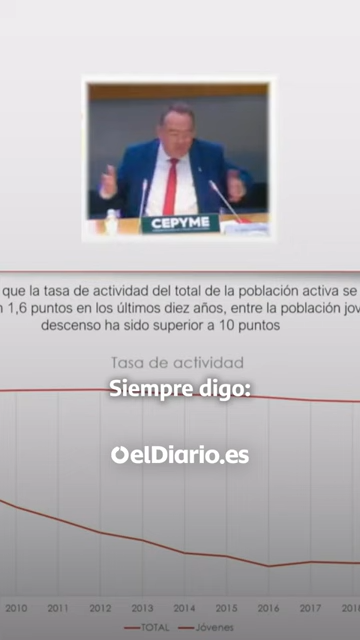 CEPYME
que la tasa de actividad del total de la población activa se
1,6 puntos en los últimos diez años, entre la población
descenso ha sido superior a 10 puntos
Tasa de actividad
Siempre digo:
elDiario.es
2010 2011 2012 2013 2014 2015 2016 2017 2018
TOTAL Jóvenes